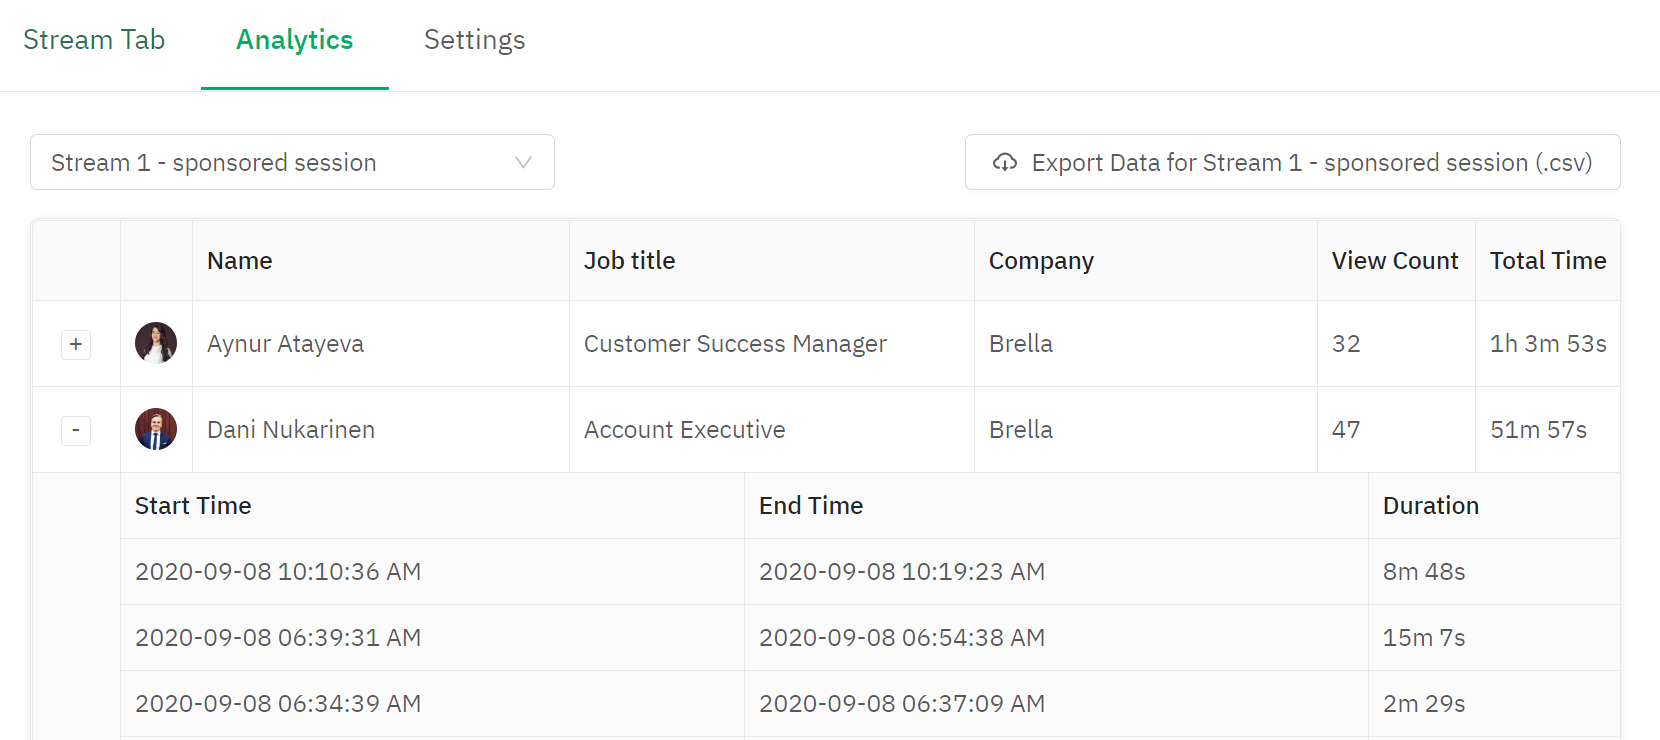 Stream Tab Analytics Settings
Stream 1 - sponsored session Export Data for Stream 1 - sponsored session (.csv)
Name Job title Company View Count Total Time
+ Aynur Atayeva Customer Success Manager Brella 32 1h 3m 53s
- Dani Nukarinen Account Executive Brella 47 51m 57s
Start Time End Time Duration
2020-09-08 10:10:36 AM 2020-09-08 10:19:23 AM 8m 48s
2020-09-08 06:39:31 AM 2020-09-08 06:54:38 AM 15m 7s
2020-09-08 06:34:39 AM 2020-09-08 06:37:09 AM 2m 29s